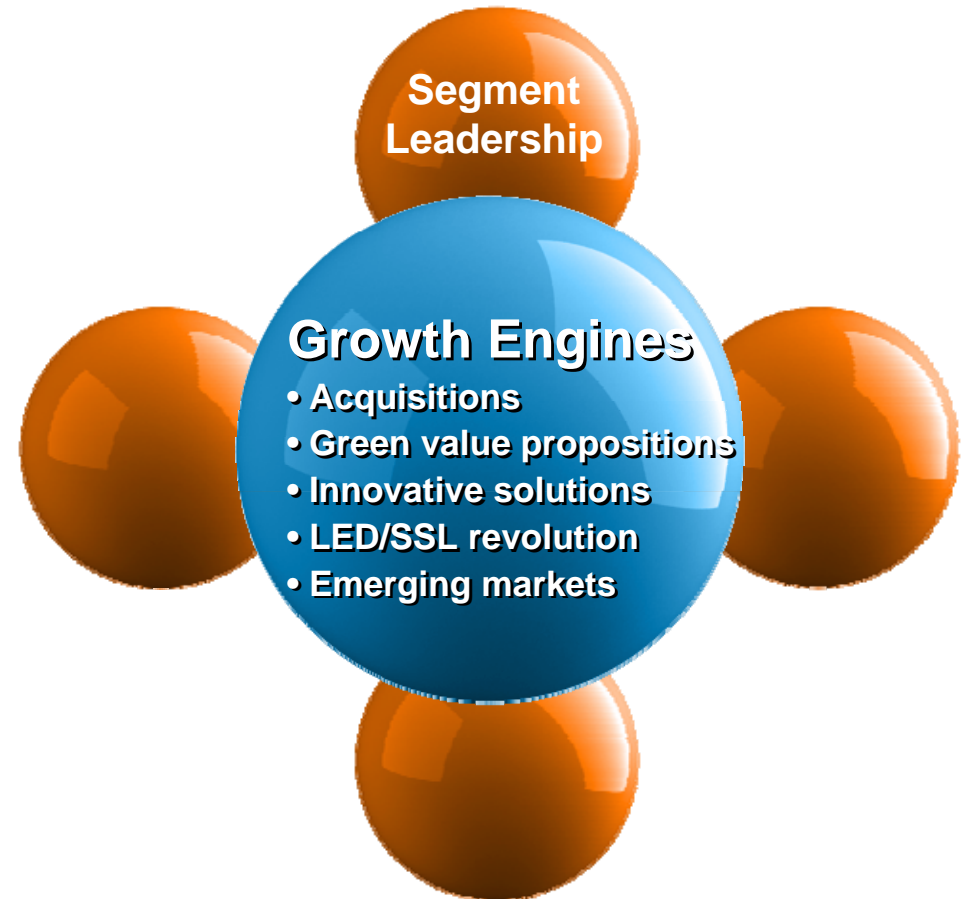 Segment
Leadership
Growth Engines
• Acquisitions
• Green value propositions
• Innovative solutions
• LED/SSL revolution
• Emerging markets